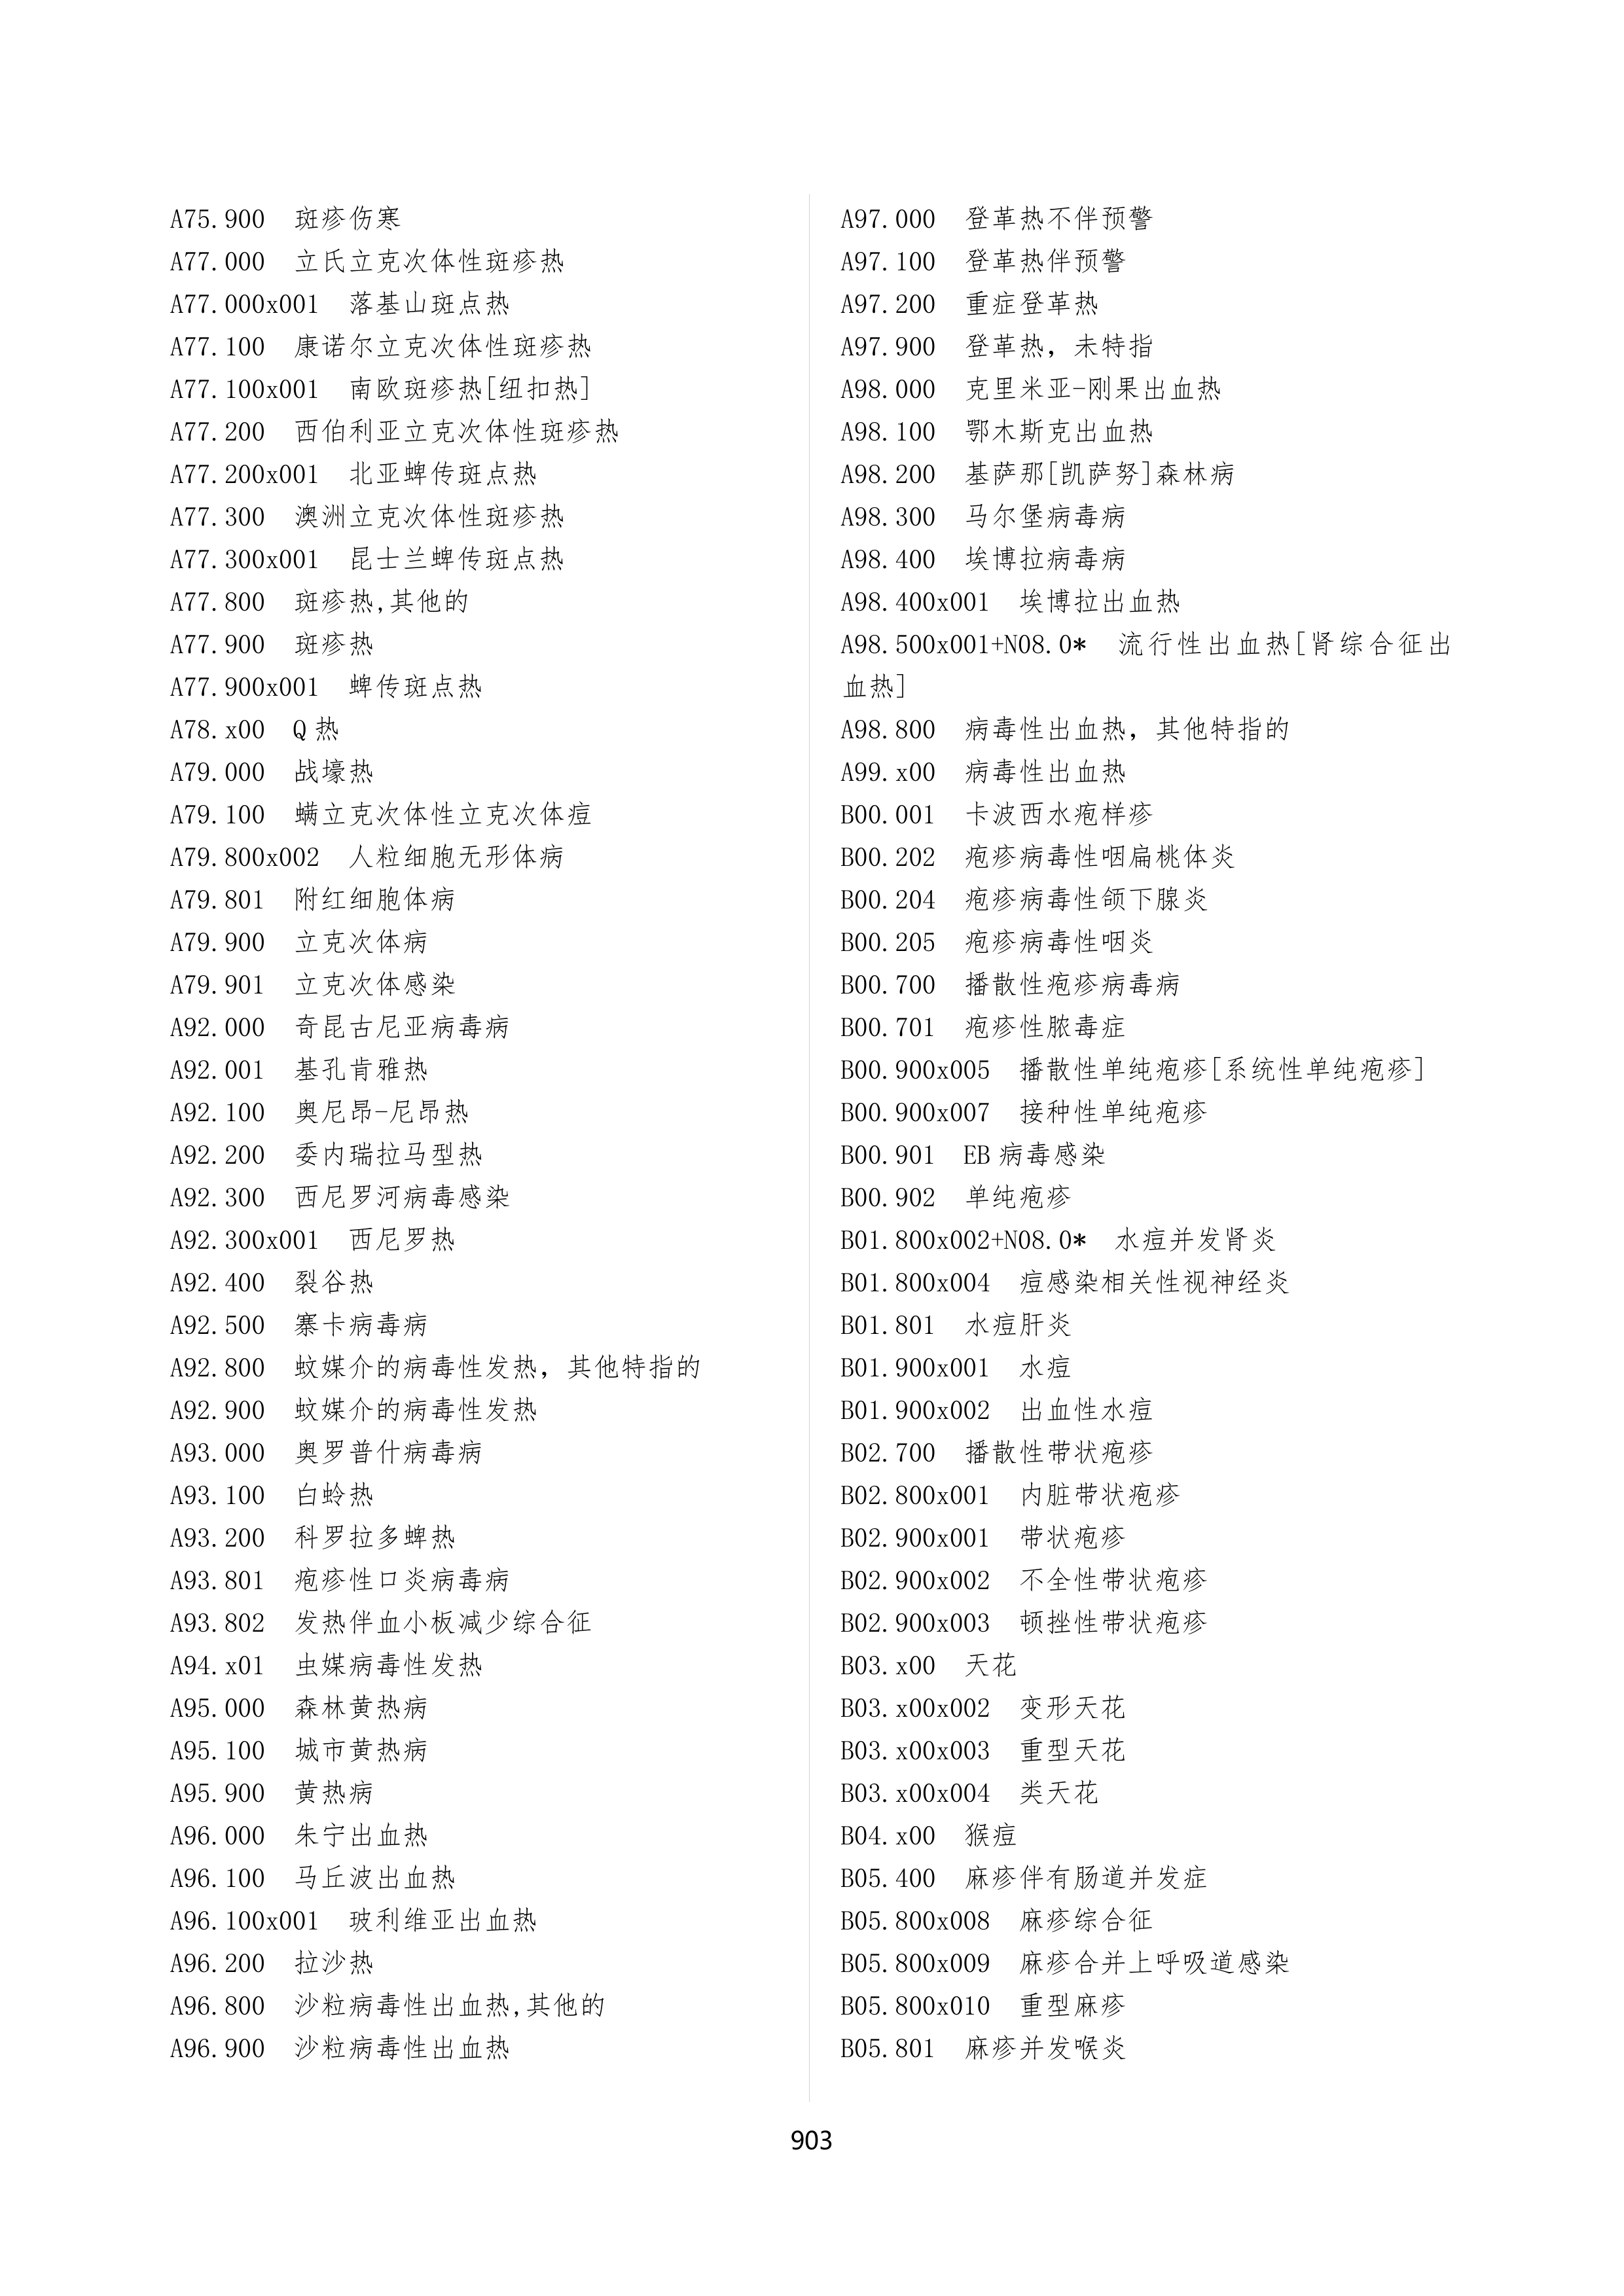 A75.900 斑疹伤寒
A77.000 立氏立克次体性斑疹热
A77.000x001 落基山斑点热
A77.100 康诺尔立克次体性斑疹热
A77.100x001 南欧斑疹热[纽扣热]
A77.200 西伯利亚立克次体性斑疹热
A77.200x001 北亚蜱传斑点热
A77.300 澳洲立克次体性斑疹热
A77.300x001 昆士兰蜱传斑点热
A77.800 斑疹热,其他的
A77.900 斑疹热
A77.900x001 蜱传斑点热
A78.x00 Q 热
A79.000 战壕热
A79.100 螨立克次体性立克次体痘
A79.800x002 人粒细胞无形体病
A79.801 附红细胞体病
A79.900 立克次体病
A79.901 立克次体感染
A92.000 奇昆古尼亚病毒病
A92.001 基孔肯雅热
A92.100 奥尼昂-尼昂热
A92.200 委内瑞拉马型热
A92.300 西尼罗河病毒感染
A92.300x001 西尼罗热
A92.400 裂谷热
A92.500 寨卡病毒病
A92.800 蚊媒介的病毒性发热，其他特指的
A92.900 蚊媒介的病毒性发热
A93.000 奥罗普什病毒病
A93.100 白蛉热
A93.200 科罗拉多蜱热
A93.801 疱疹性口炎病毒病
A93.802 发热伴血小板减少综合征
A94.x01 虫媒病毒性发热
A95.000 森林黄热病
A95.100 城市黄热病
A95.900 黄热病
A96.000 朱宁出血热
A96.100 马丘波出血热
A96.100x001 玻利维亚出血热
A96.200 拉沙热
A96.800 沙粒病毒性出血热,其他的
A96.900 沙粒病毒性出血热
A97.000 登革热不伴预警
A97.100 登革热伴预警
A97.200 重症登革热
A97.900 登革热，未特指
A98.000 克里米亚-刚果出血热
A98.100 鄂木斯克出血热
A98.200 基萨那[凯萨努]森林病
A98.300 马尔堡病毒病
A98.400 埃博拉病毒病
A98.400x001 埃博拉出血热
A98.500x001+N08.0* 流行性出血热[肾综合征出
血热]
A98.800 病毒性出血热，其他特指的
A99.x00 病毒性出血热
B00.001 卡波西水疱样疹
B00.202 疱疹病毒性咽扁桃体炎
B00.204 疱疹病毒性颌下腺炎
B00.205 疱疹病毒性咽炎
B00.700 播散性疱疹病毒病
B00.701 疱疹性脓毒症
B00.900x005 播散性单纯疱疹[系统性单纯疱疹]
B00.900x007 接种性单纯疱疹
B00.901 EB 病毒感染
B00.902 单纯疱疹
B01.800x002+N08.0* 水痘并发肾炎
B01.800x004 痘感染相关性视神经炎
B01.801 水痘肝炎
B01.900x001 水痘
B01.900x002 出血性水痘
B02.700 播散性带状疱疹
B02.800x001 内脏带状疱疹
B02.900x001 带状疱疹
B02.900x002 不全性带状疱疹
B02.900x003 顿挫性带状疱疹
B03.x00 天花
B03.x00x002 变形天花
B03.x00x003 重型天花
B03.x00x004 类天花
B04.x00 猴痘
B05.400 麻疹伴有肠道并发症
B05.800x008 麻疹综合征
B05.800x009 麻疹合并上呼吸道感染
B05.800x010 重型麻疹
B05.801 麻疹并发喉炎
903